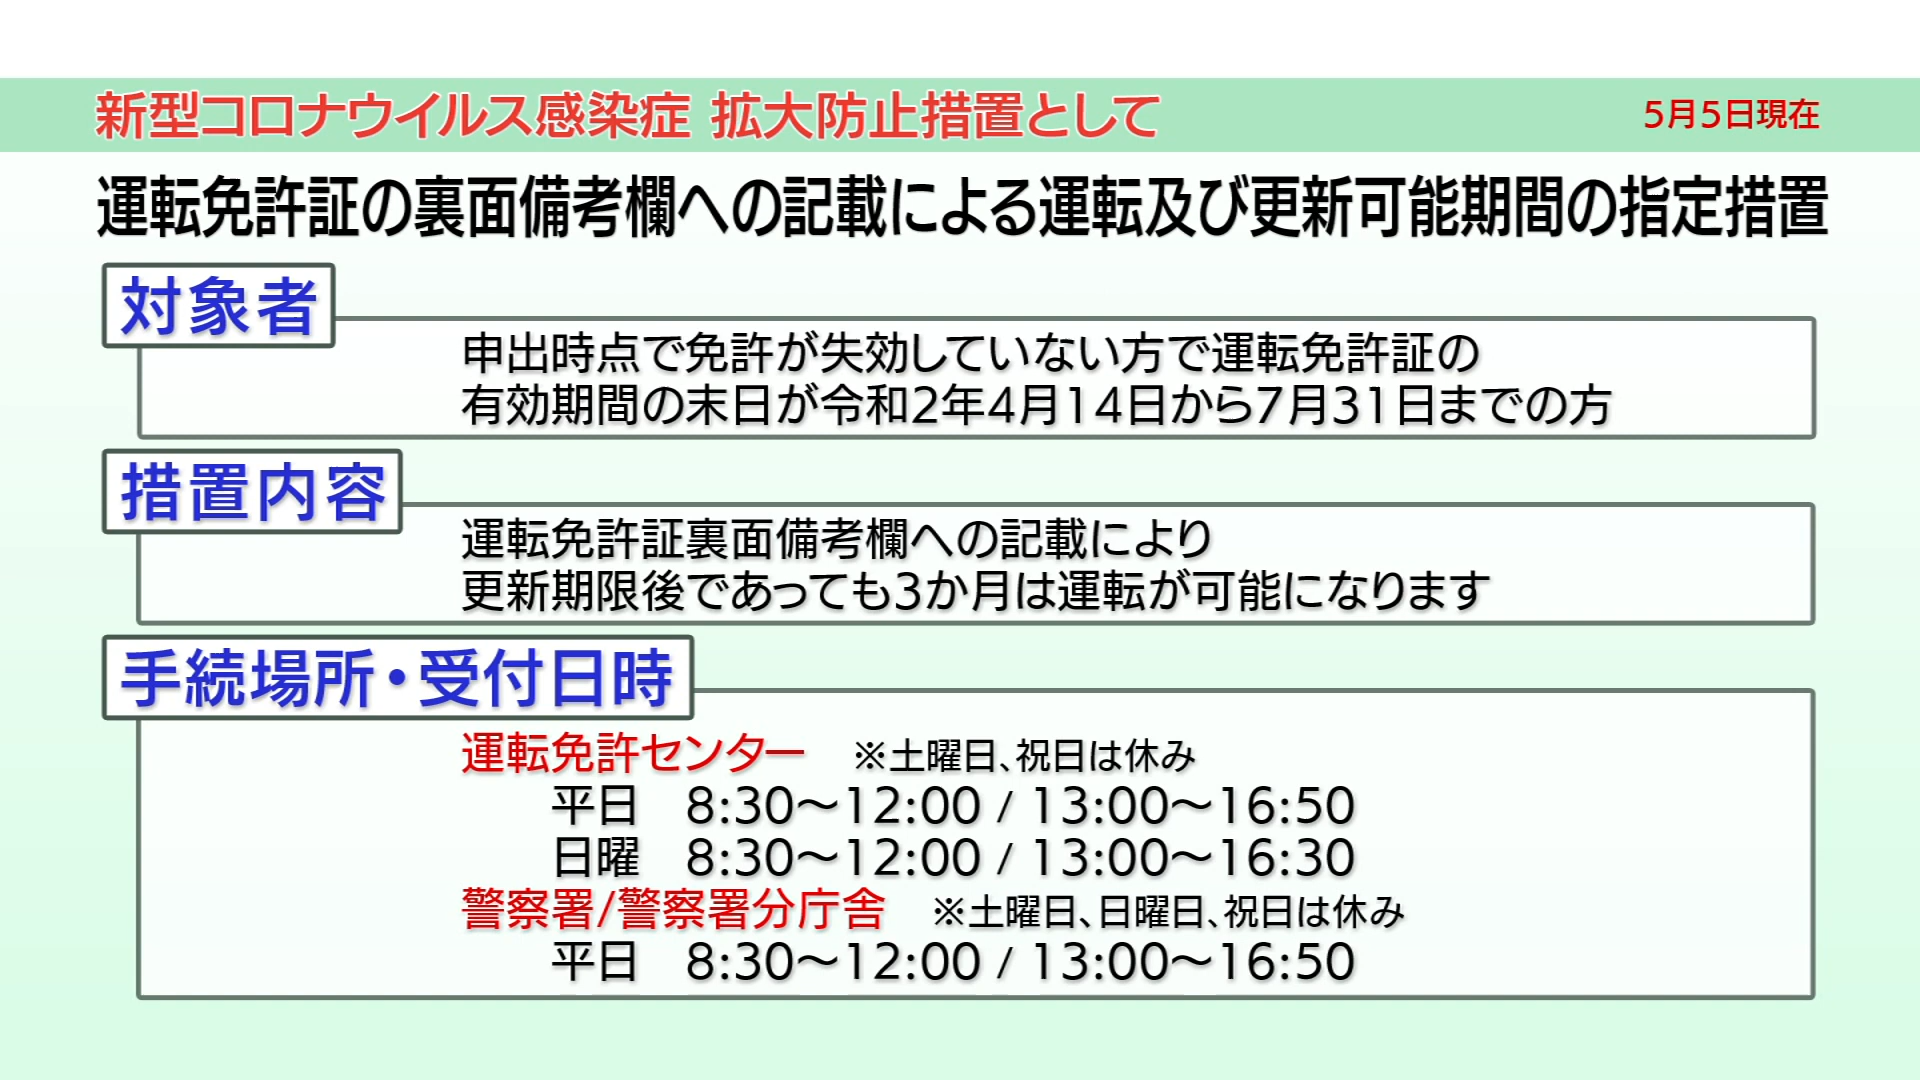 新型コロナウイルス感染症 拡大防止措置として
5月5日現在
運転免許証の裏面備考欄への記載による運転及び更新可能期間の指定措置
対象者
申出時点で免許が失効していない方で運転免許証の
有効期間の末日が令和2年4月14日から7月31日までの方
措置内容
運転免許証裏面備考欄への記載により
更新期限後であっても3か月は運転が可能になります
手続場所・受付日時
運転免許センター ※土曜日、祝日は休み
平日 8:30〜12:00 / 13:00〜16:50
日曜 8:30〜12:00 / 13:00〜16:30
警察署/警察署分庁舎 ※土曜日、日曜日、祝日は休み
平日 8:30〜12:00 / 13:00〜16:50